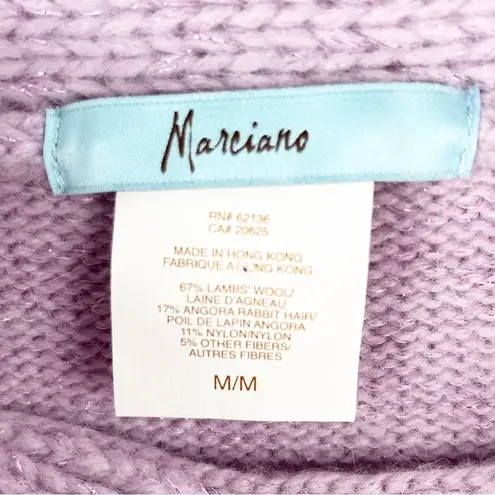 Marciano
RN# 62136
CA# 20625
MADE IN HONG KONG
FABRIQUE A HONG KONG
67% LAMBS' WOOL/
LAINE D'AGNEAU
17% ANGORA RABBIT HAIR/
POIL DE LAPIN ANGORA
11% NYLON/NYLON
5% OTHER FIBERS/
AUTRES FIBRES
M/M